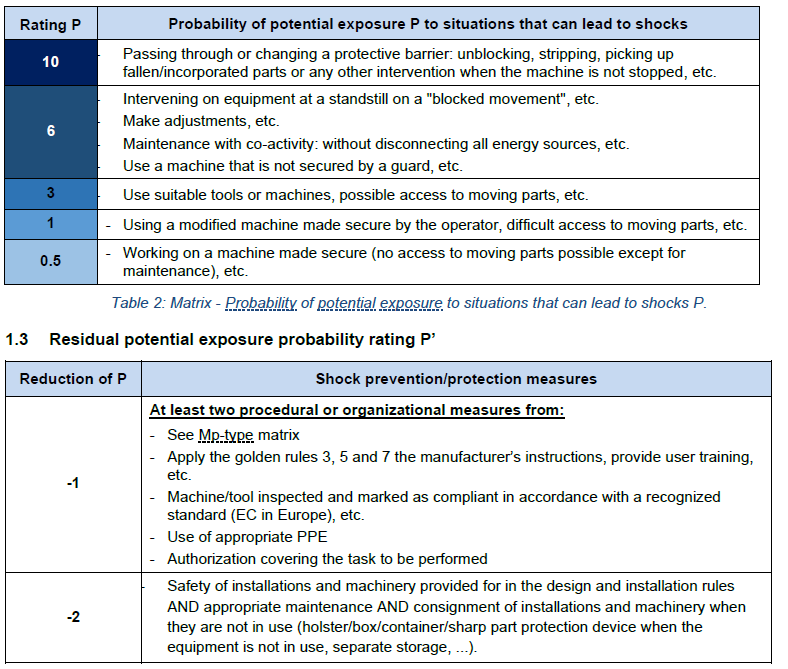 Rating P
Probability of potential exposure P to situations that can lead to shocks
10
- Passing through or changing a protective barrier: unblocking, stripping, picking up
fallen/incorporated parts or any other intervention when the machine is not stopped, etc.
6
- Intervening on equipment at a standstill on a "blocked movement", etc.
- Make adjustments, etc.
- Maintenance with co-activity: without disconnecting all energy sources, etc.
- Use a machine that is not secured by a guard, etc.
3
- Use suitable tools or machines, possible access to moving parts, etc.
1
- Using a modified machine made secure by the operator, difficult access to moving parts, etc.
0.5
- Working on a machine made secure (no access to moving parts possible except for
maintenance), etc.
Table 2: Matrix - Probability of potential exposure to situations that can lead to shocks P.
1.3 Residual potential exposure probability rating P’
Reduction of P
Shock prevention/protection measures
-1
At least two procedural or organizational measures from:
- See Mp-type matrix
- Apply the golden rules 3, 5 and 7 the manufacturer’s instructions, provide user training,
etc.
- Machine/tool inspected and marked as compliant in accordance with a recognized
standard (EC in Europe), etc.
- Use of appropriate PPE
- Authorization covering the task to be performed
-2
- Safety of installations and machinery provided for in the design and installation rules
AND appropriate maintenance AND consignment of installations and machinery when
they are not in use (holster/box/container/sharp part protection device when the
equipment is not in use, separate storage, ...).